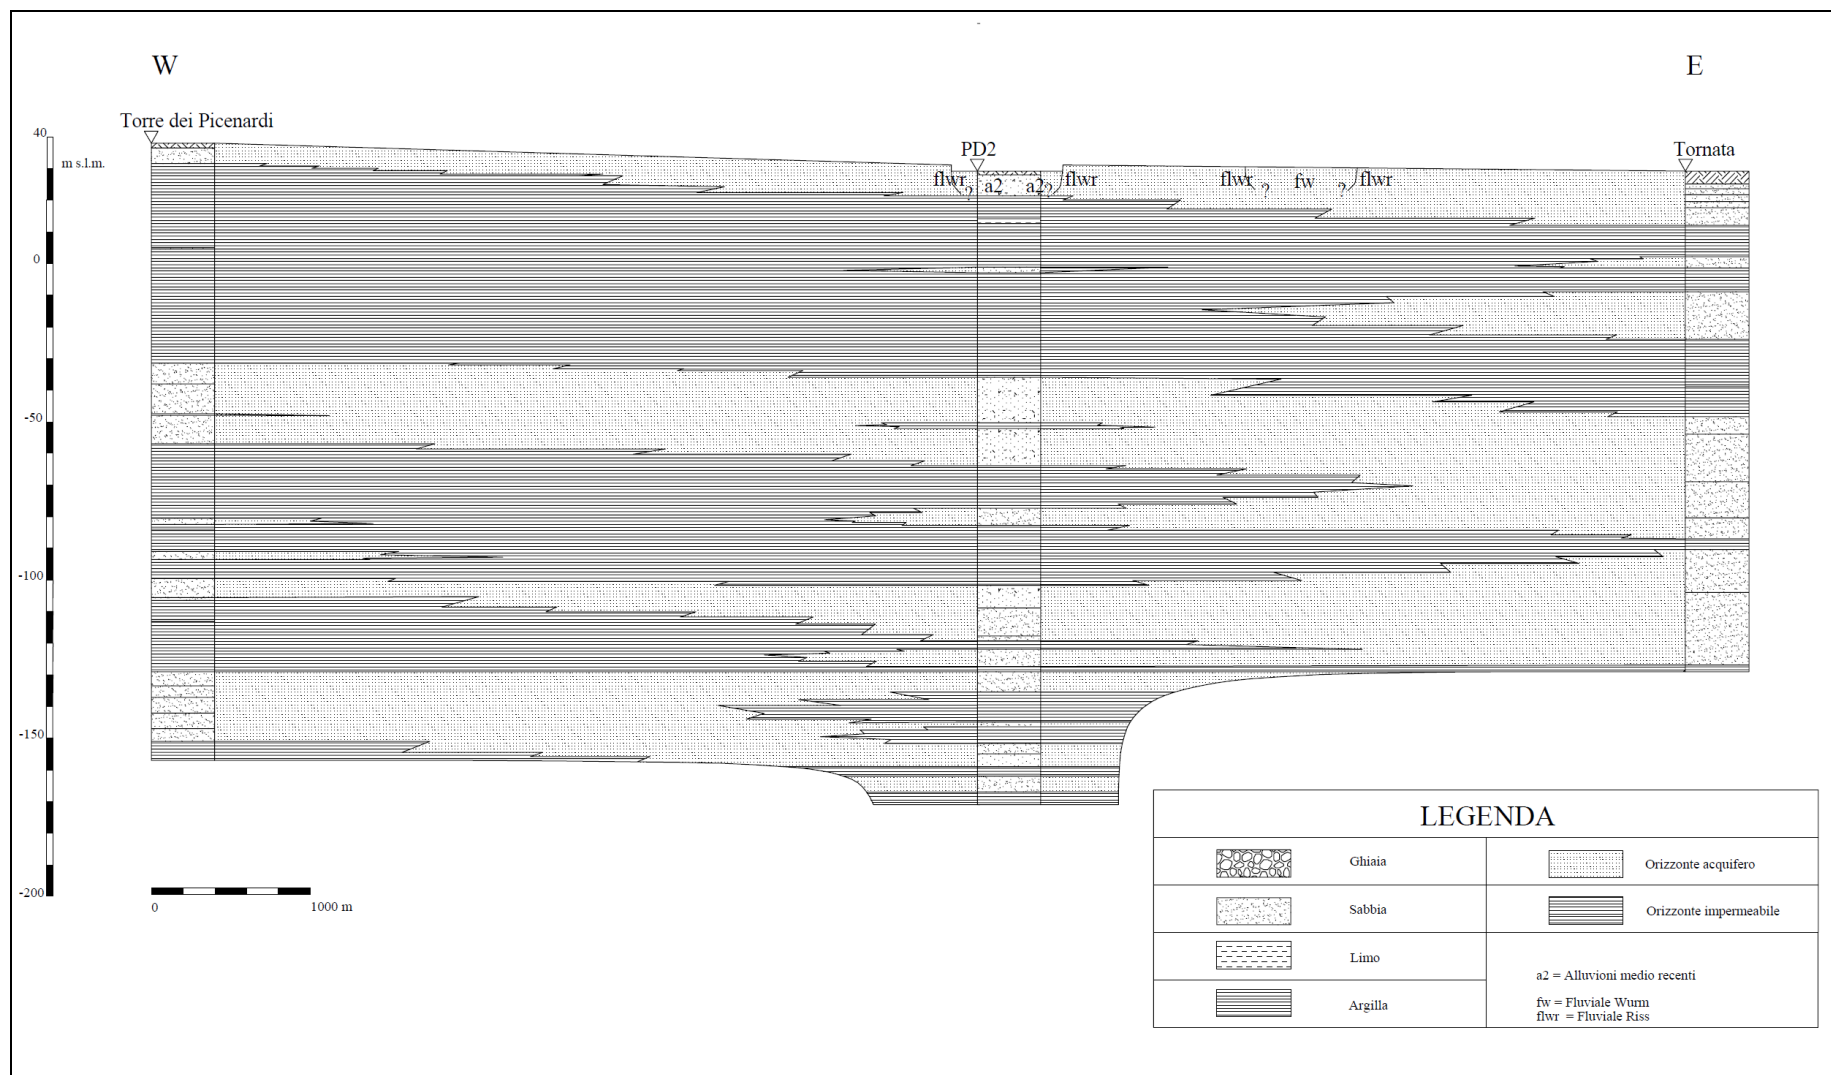 W
E
Torre dei Picenardi
PD2
Tornata
40
m s.l.m.
flwr
?
a2
a2
?
flwr
flwr
?
fw
?
flwr
0
-50
-100
-150
-200
0
1000 m
LEGENDA
Ghiaia
Orizzonte acquifero
Sabbia
Orizzonte impermeabile
Limo
a2 = Alluvioni medio recenti
Argilla
fw = Fluviale Wurm
flwr = Fluviale Riss